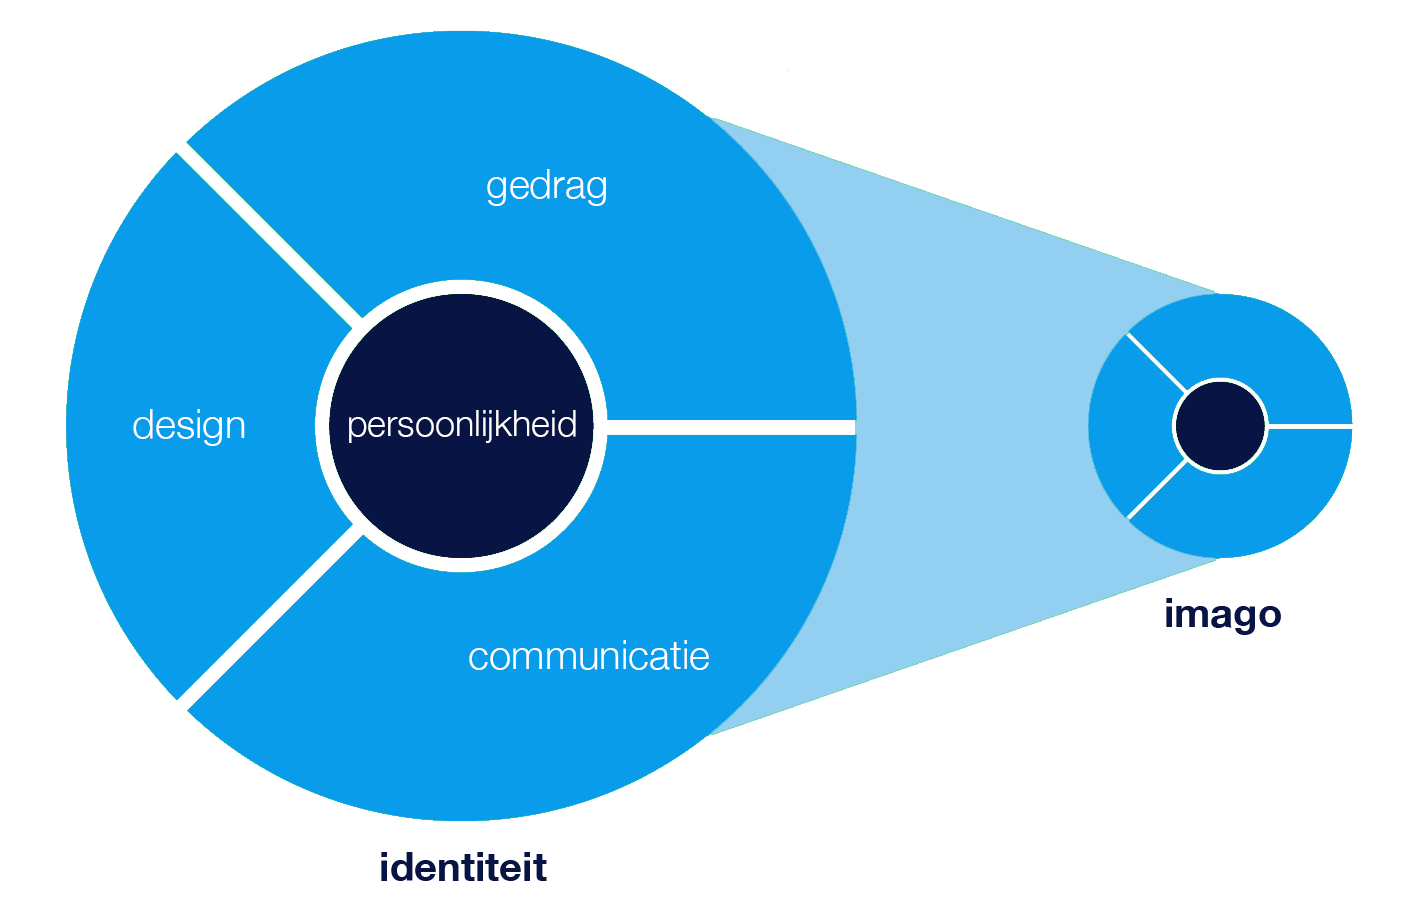 gedrag
design
persoonlijkheid
communicatie
imago
identiteit